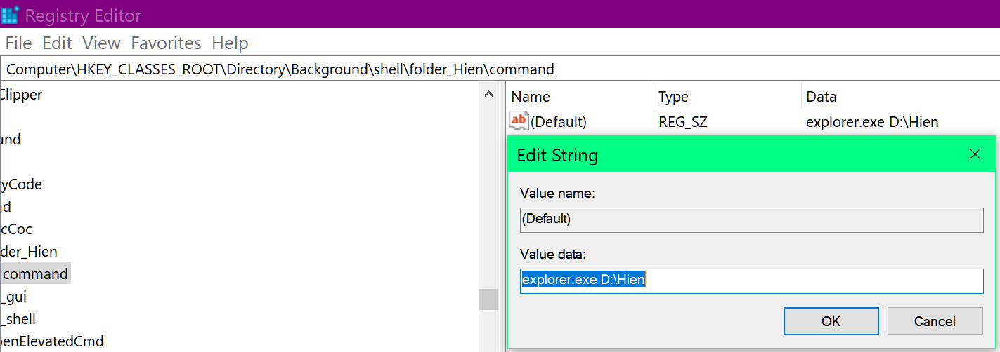 Registry Editor
File Edit View Favorites Help
Computer\HKEY_CLASSES_ROOT\Directory\Background\shell\folder_Hien\command
Clipper
und
yCode
d
cCoc
der_Hien
command
_gui
_shell
penElevatedCmd
Name Type Data
ab (Default) REG_SZ explorer.exe D:\Hien
Edit String
Value name:
(Default)
Value data:
explorer.exe D:\Hien
OK Cancel